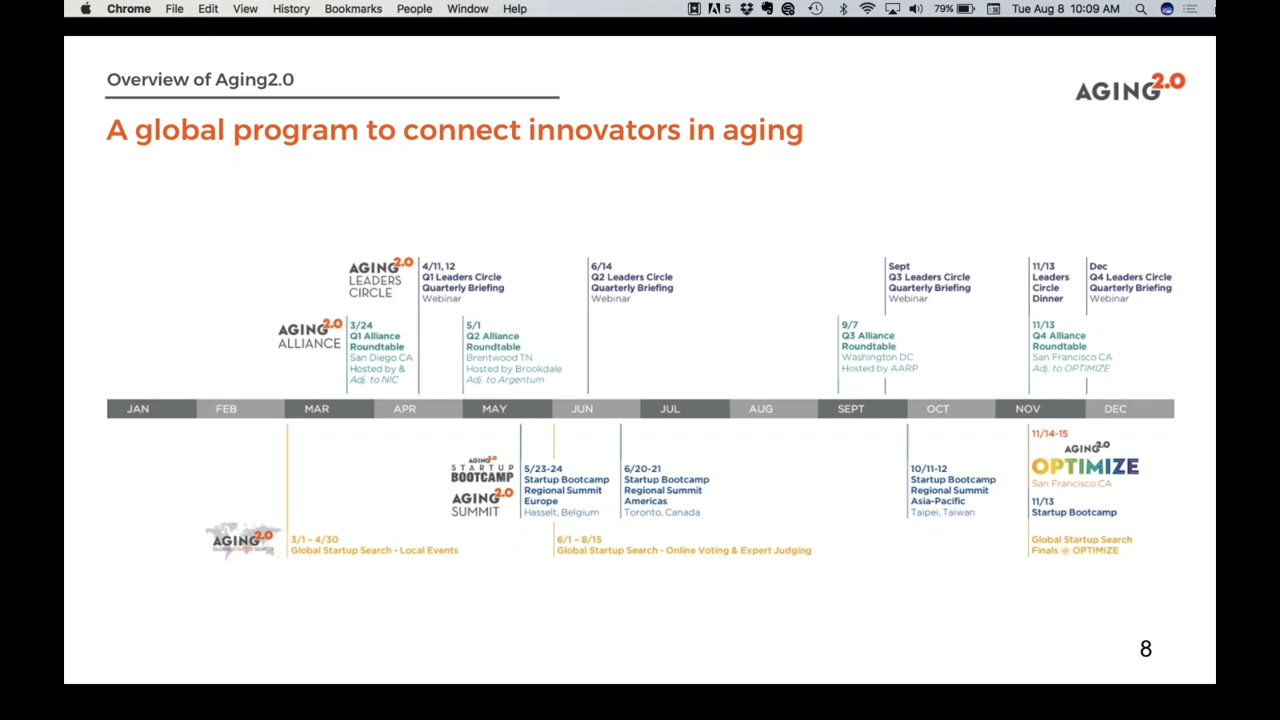 Chrome File Edit View History Bookmarks People Window Help 5 79% Tue Aug 8 10:09 AM
Overview of Aging2.0
AGING2.0
A global program to connect innovators in aging
AGING2.0
LEADERS
CIRCLE
4/11, 12
Q1 Leaders Circle
Quarterly Briefing
Webinar
6/14
Q2 Leaders Circle
Quarterly Briefing
Webinar
Sept
Q3 Leaders Circle
Quarterly Briefing
Webinar
11/13
Leaders
Circle
Dinner
Dec
Q4 Leaders Circle
Quarterly Briefing
Webinar
AGING2.0
ALLIANCE
3/24
Q1 Alliance
Roundtable
San Diego CA
Hosted by &
Adj. to NIC
5/1
Q2 Alliance
Roundtable
Brentwood TN
Hosted by Brookdale
Adj. to Argentum
9/7
Q3 Alliance
Roundtable
Washington DC
Hosted by AARP
11/13
Q4 Alliance
Roundtable
San Francisco CA
Adj. to OPTIMIZE
JAN FEB MAR APR MAY JUN JUL AUG SEPT OCT NOV DEC
AGING2.0
STARTUP
BOOTCAMP
AGING2.0
SUMMIT
5/23-24
Startup Bootcamp
Regional Summit
Europe
Hasselt, Belgium
6/20-21
Startup Bootcamp
Regional Summit
Americas
Toronto, Canada
10/11-12
Startup Bootcamp
Regional Summit
Asia-Pacific
Taipei, Taiwan
11/14-15
AGING2.0
OPTIMIZE
San Francisco CA
11/13
Startup Bootcamp
AGING2.0
GLOBAL STARTUP SEARCH
3/1 – 4/30
Global Startup Search - Local Events
6/1 – 8/15
Global Startup Search - Online Voting & Expert Judging
Global Startup Search
Finals @ OPTIMIZE
8